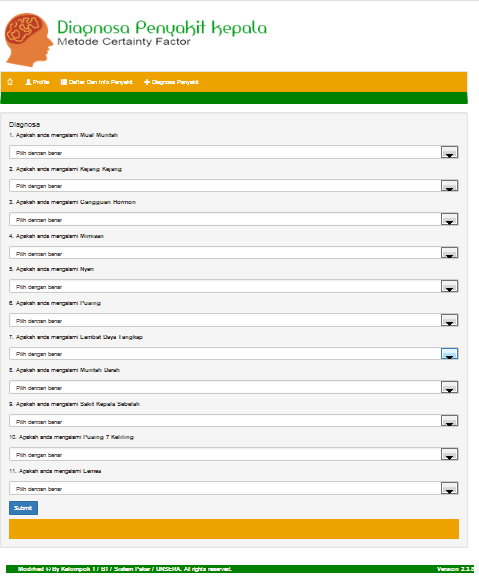 Diagnosa Penyakit Kepala
Metode Certainty Factor
Profile Daftar Dan Info Penyakit Diagnosa Penyakit
Diagnosa
1. Apakah anda mengalami Mual Muntah
Pilih dengan benar
2. Apakah anda mengalami Kejang Kejang
Pilih dengan benar
3. Apakah anda mengalami Gangguan Hormon
Pilih dengan benar
4. Apakah anda mengalami Mimisan
Pilih dengan benar
5. Apakah anda mengalami Nyeri
Pilih dengan benar
6. Apakah anda mengalami Pusing
Pilih dengan benar
7. Apakah anda mengalami Lambat Daya Tangkap
Pilih dengan benar
8. Apakah anda mengalami Muntah Darah
Pilih dengan benar
9. Apakah anda mengalami Sakit Kepala Sebelah
Pilih dengan benar
10. Apakah anda mengalami Pusing 7 Keliling
Pilih dengan benar
11. Apakah anda mengalami Lemes
Pilih dengan benar
Submit
Modified © By Kelompok 1 / B1 / Sistem Pakar / UNSERA. All rights reserved. Version 2.3.8